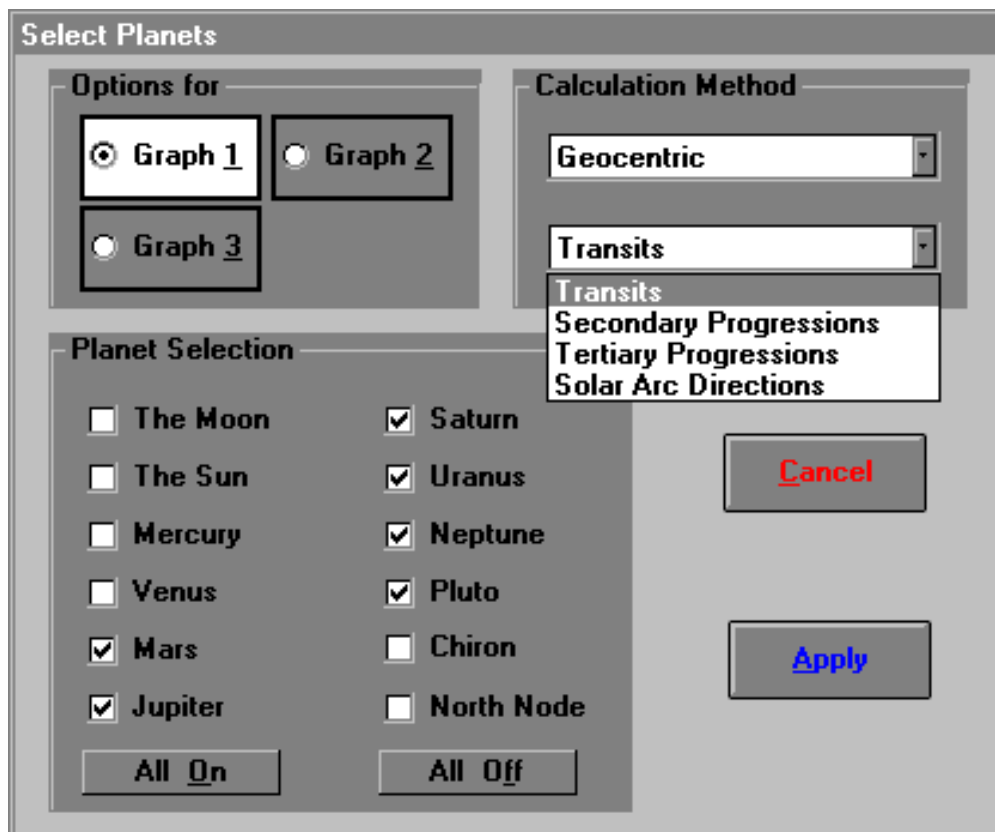 Select Planets
Options for
Graph 1
Graph 2
Graph 3
Calculation Method
Geocentric
Transits
Transits
Secondary Progressions
Tertiary Progressions
Solar Arc Directions
Planet Selection
The Moon
The Sun
Mercury
Venus
Mars
Jupiter
Saturn
Uranus
Neptune
Pluto
Chiron
North Node
All On
All Off
Cancel
Apply